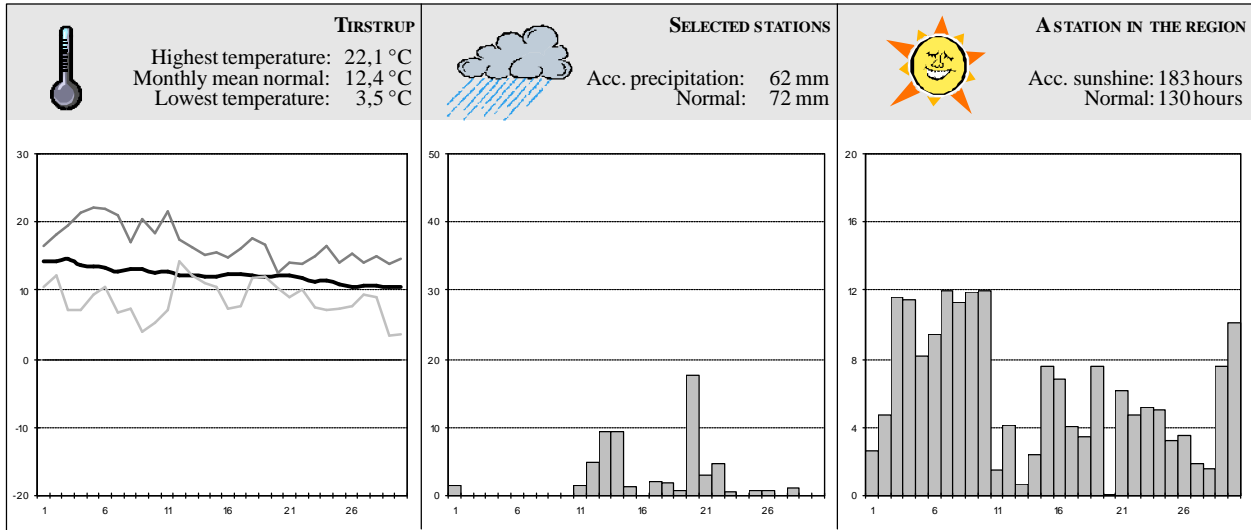 TIRSTRUP
Highest temperature: 22,1 °C
Monthly mean normal: 12,4 °C
Lowest temperature: 3,5 °C
30
20
10
0
-10
-20
1 6 11 16 21 26
SELECTED STATIONS
Acc. precipitation: 62 mm
Normal: 72 mm
50
40
30
20
10
0
1 6 11 16 21 26
A STATION IN THE REGION
Acc. sunshine: 183 hours
Normal: 130 hours
20
16
12
8
4
0
1 6 11 16 21 26